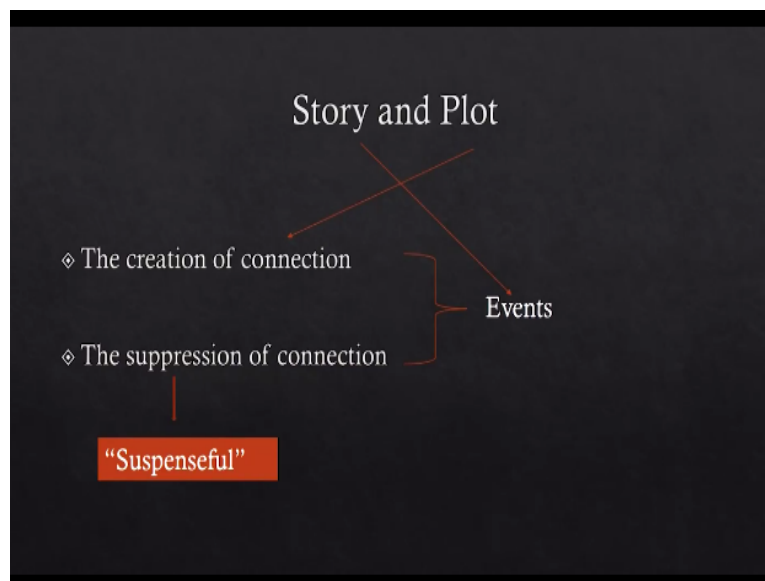 Story and Plot
The creation of connection
Events
The suppression of connection
“Suspenseful”